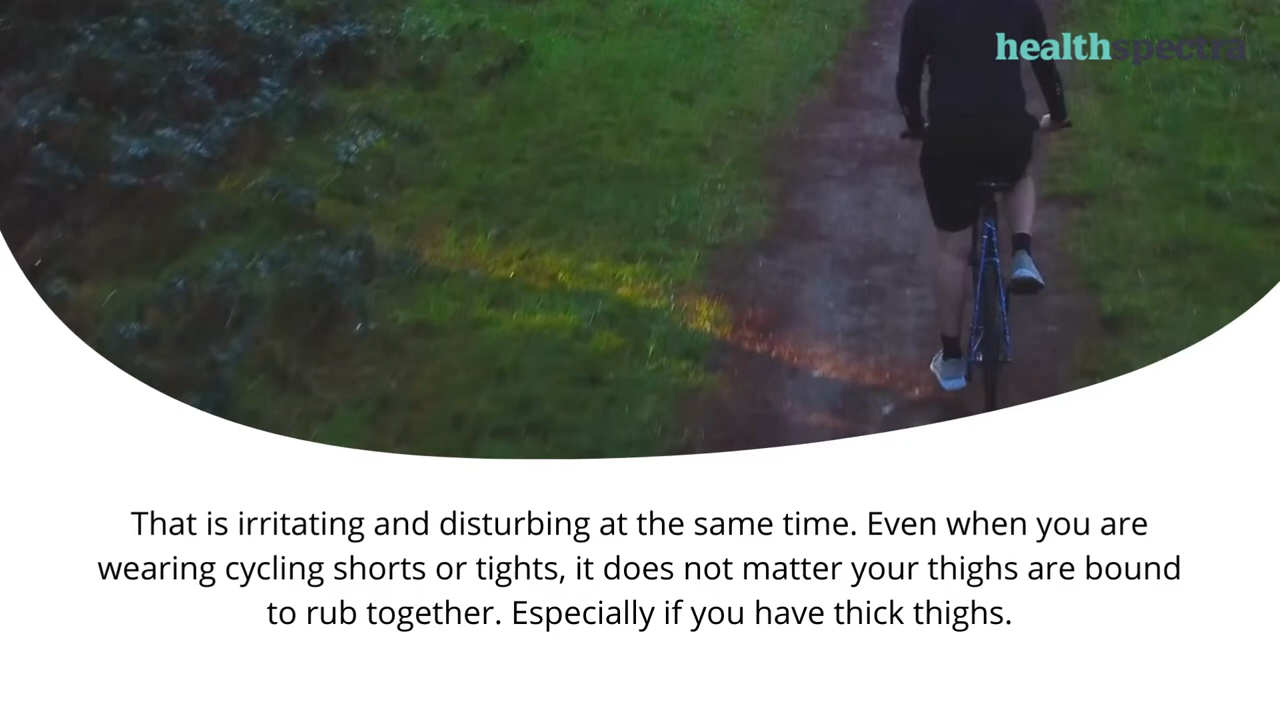 healthspectra
That is irritating and disturbing at the same time. Even when you are
wearing cycling shorts or tights, it does not matter your thighs are bound
to rub together. Especially if you have thick thighs.